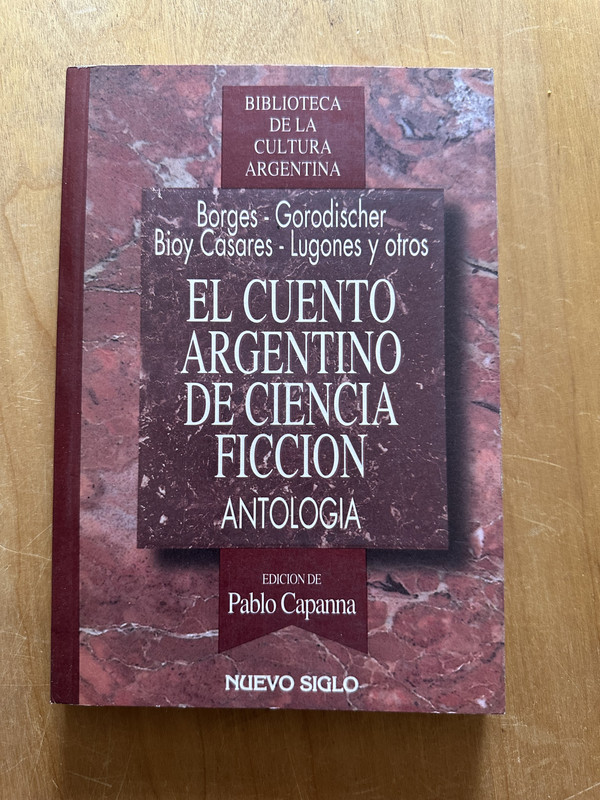 BIBLIOTECA
DE LA
CULTURA
ARGENTINA
Borges - Gorodischer
Bioy Casares - Lugones y otros
EL CUENTO
ARGENTINO
DE CIENCIA
FICCION
ANTOLOGIA
EDICION DE
Pablo Capanna
NUEVO SIGLO